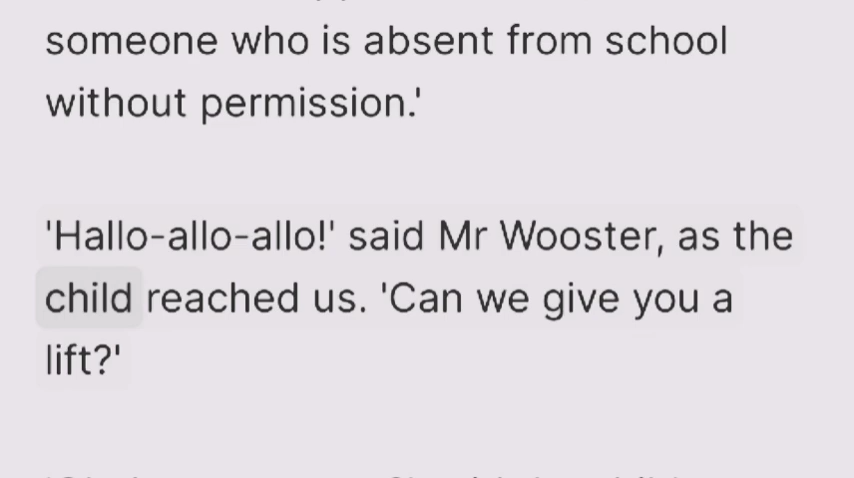 someone who is absent from school
without permission.'
'Hallo-allo-allo!' said Mr Wooster, as the
child reached us. 'Can we give you a
lift?'